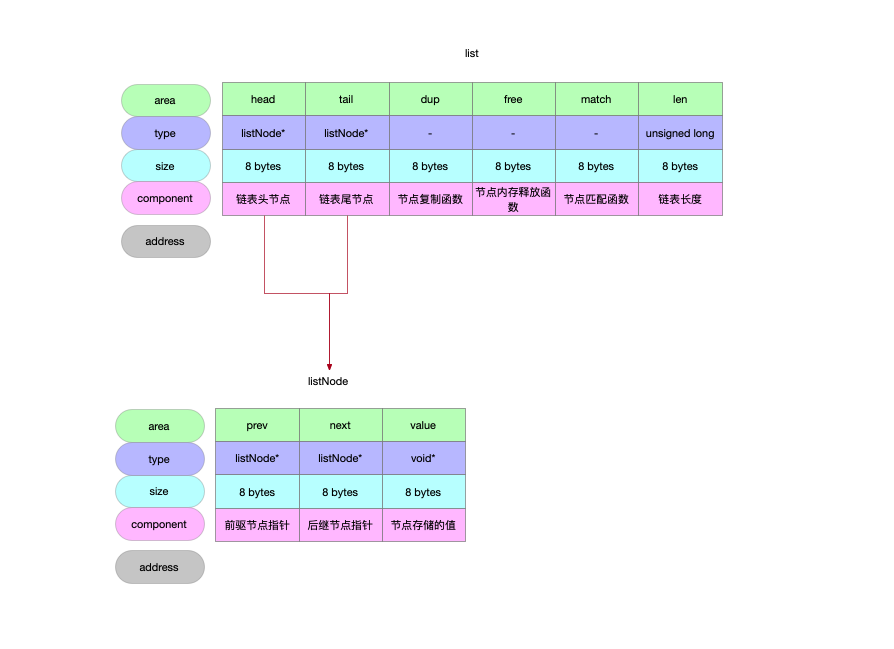 list
area head tail dup free match len
type listNode* listNode* - - - unsigned long
size 8 bytes 8 bytes 8 bytes 8 bytes 8 bytes 8 bytes
component 链表头节点 链表尾节点 节点复制函数 节点内存释放函 节点匹配函数 链表长度
数
address
listNode
area prev next value
type listNode* listNode* void*
size 8 bytes 8 bytes 8 bytes
component 前驱节点指针 后继节点指针 节点存储的值
address